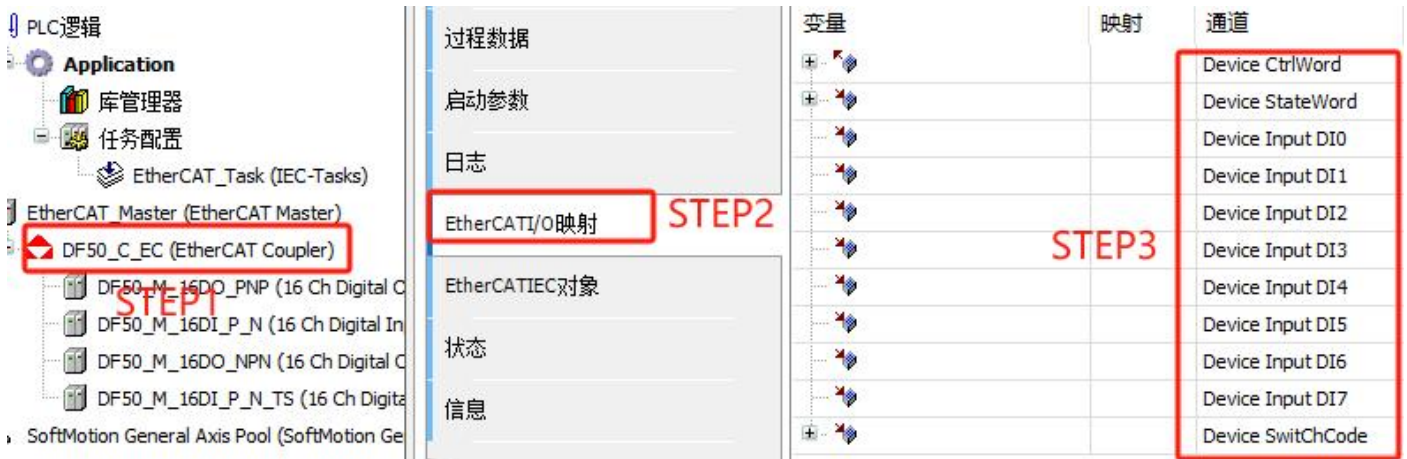 PLC逻辑
Application
库管理器
任务配置
EtherCAT_Task (IEC-Tasks)
EtherCAT_Master (EtherCAT Master)
DF50_C_EC (EtherCAT Coupler)
STEP1
DF50_M_16DO_PNP (16 Ch Digital O
DF50_M_16DI_P_N (16 Ch Digital In
DF50_M_16DO_NPN (16 Ch Digital O
DF50_M_16DI_P_N_TS (16 Ch Digita
SoftMotion General Axis Pool (SoftMotion Ge
过程数据
启动参数
日志
EtherCATI/O映射
STEP2
EtherCATIEC对象
状态
信息
变量 映射 通道
Device CtrlWord
Device StateWord
Device Input DI0
Device Input DI1
Device Input DI2
STEP3
Device Input DI3
Device Input DI4
Device Input DI5
Device Input DI6
Device Input DI7
Device SwitChCode